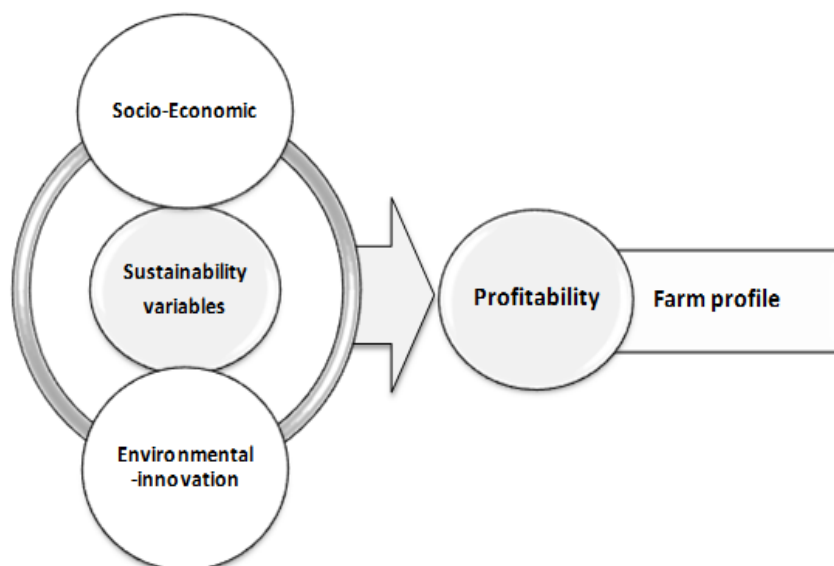 Socio-Economic
Sustainability
variables
Environmental
-innovation
Profitability
Farm profile